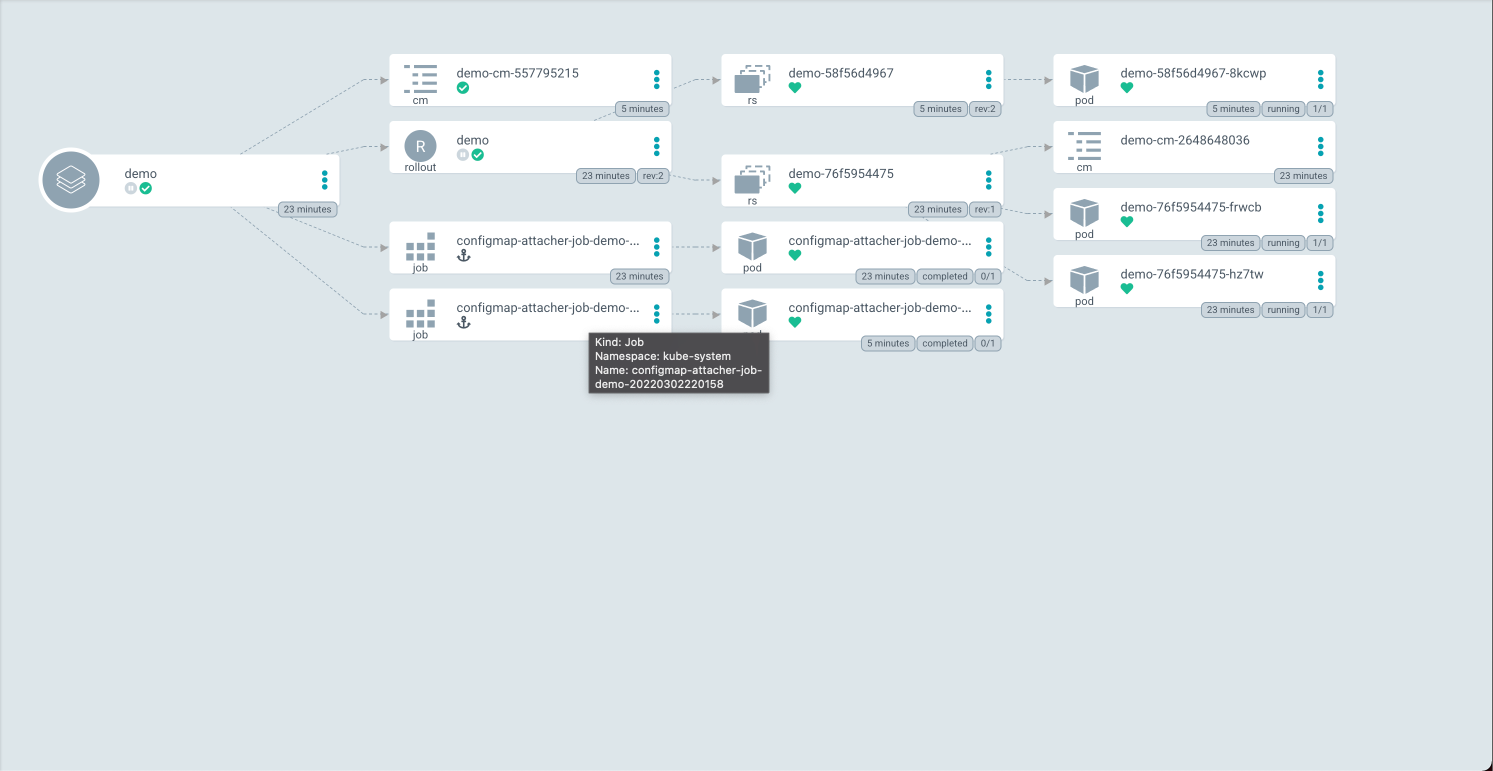 demo
23 minutes
demo-cm-557795215
cm
5 minutes
R
demo
rollout
23 minutes rev:2
configmap-attacher-job-demo-...
job
23 minutes
configmap-attacher-job-demo-...
job
demo-58f56d4967
rs
5 minutes rev:2
demo-76f5954475
rs
23 minutes rev:1
configmap-attacher-job-demo-...
pod
23 minutes completed 0/1
configmap-attacher-job-demo-...
5 minutes completed 0/1
Kind: Job
Namespace: kube-system
Name: configmap-attacher-job-
demo-20220302220158
demo-58f56d4967-8kcwp
pod
5 minutes running 1/1
demo-cm-2648648036
cm
23 minutes
demo-76f5954475-frwcb
pod
23 minutes running 1/1
demo-76f5954475-hz7tw
pod
23 minutes running 1/1